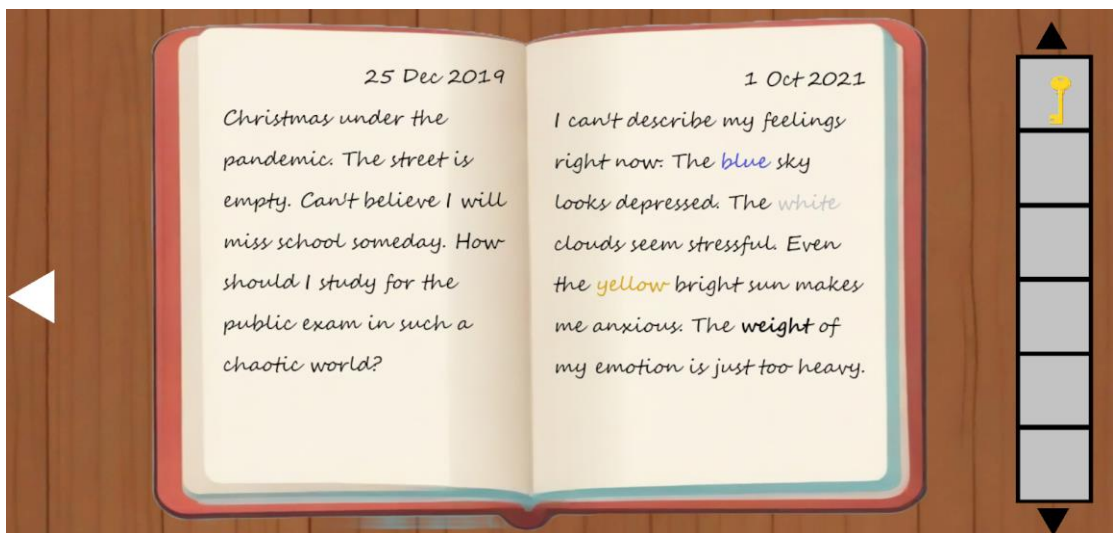 25 Dec 2019
Christmas under the
pandemic. The street is
empty. Can't believe I will
miss school someday. How
should I study for the
public exam in such a
chaotic world?
1 Oct 2021
I can't describe my feelings
right now. The blue sky
looks depressed. The white
clouds seem stressful. Even
the yellow bright sun makes
me anxious. The weight of
my emotion is just too heavy.